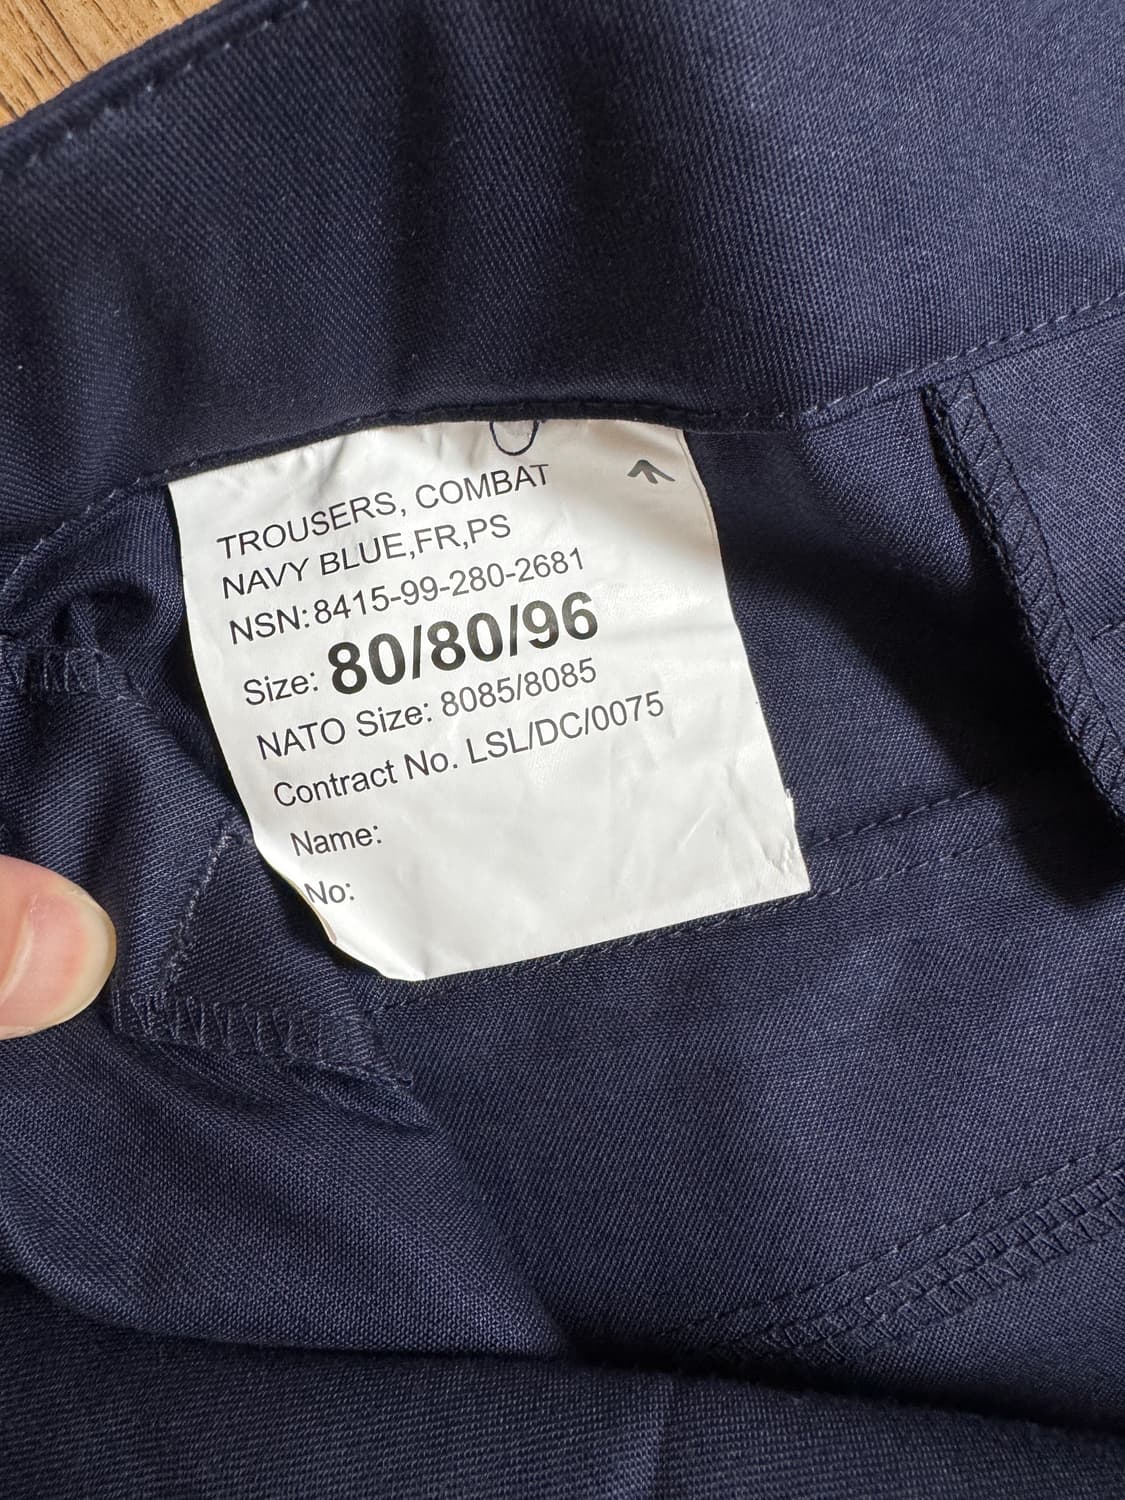 TROUSERS, COMBAT
NAVY BLUE,FR,PS
NSN:8415-99-280-2681
Size: 80/80/96
NATO Size: 8085/8085
Contract No. LSL/DC/0075
Name:
No: